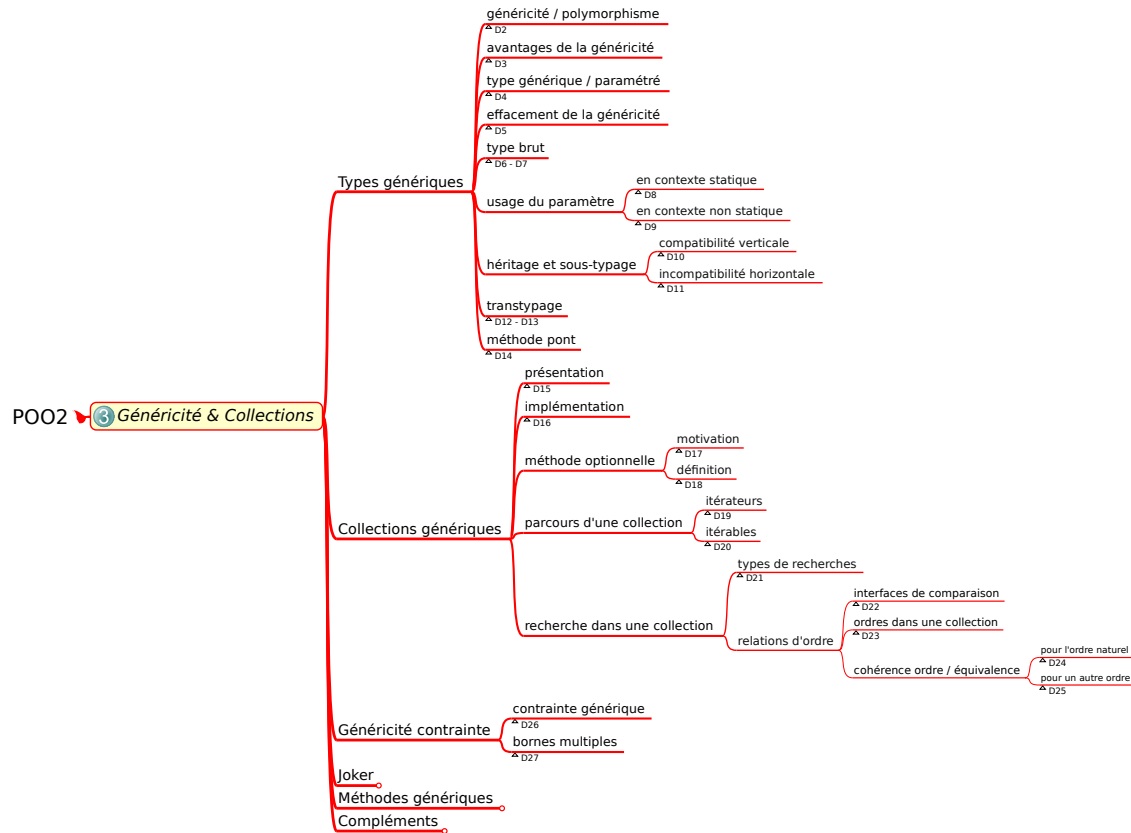 POO2
3 Généricité & Collections
Types génériques
généricité / polymorphisme
D2
avantages de la généricité
D3
type générique / paramétré
D4
effacement de la généricité
D5
type brut
D6 - D7
usage du paramètre
en contexte statique
D8
en contexte non statique
D9
héritage et sous-typage
compatibilité verticale
D10
incompatibilité horizontale
D11
transtypage
D12 - D13
méthode pont
D14
Collections génériques
présentation
D15
implémentation
D16
méthode optionnelle
motivation
D17
définition
D18
parcours d'une collection
itérateurs
D19
itérables
D20
recherche dans une collection
types de recherches
D21
relations d'ordre
interfaces de comparaison
D22
ordres dans une collection
D23
cohérence ordre / équivalence
pour l'ordre naturel
D24
pour un autre ordre
D25
Généricité contrainte
contrainte générique
D26
bornes multiples
D27
Joker
Méthodes génériques
Compléments